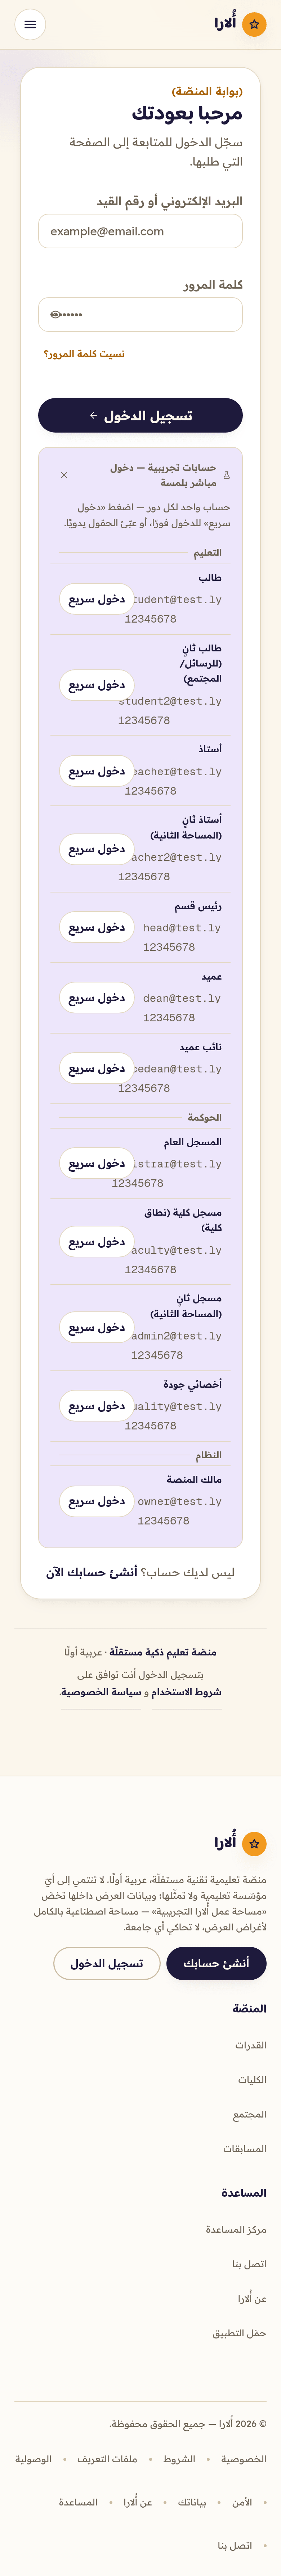 ألارا
(بوابة المنصّة)
مرحبا بعودتك
سجّل الدخول للمتابعة إلى الصفحة
التي طلبها.
البريد الإلكتروني أو رقم القيد
example@email.com
كلمة المرور
••••••••
نسيت كلمة المرور؟
تسجيل الدخول ←
حسابات تجريبية — دخول
مباشر بلمسة
حساب واحد لكل دور — اضغط «دخول
سريع» للدخول فورًا، أو عبّئ الحقول يدويًا.
التعليم
طالب
tudent@test.ly
12345678
دخول سريع
طالب ثانٍ
(للرسائل/
المجتمع)
student2@test.ly
12345678
دخول سريع
أستاذ
eacher@test.ly
12345678
دخول سريع
أستاذ ثانٍ
(المساحة الثانية)
acher2@test.ly
12345678
دخول سريع
رئيس قسم
head@test.ly
12345678
دخول سريع
عميد
dean@test.ly
12345678
دخول سريع
نائب عميد
cedean@test.ly
12345678
دخول سريع
الحوكمة
المسجل العام
istrar@test.ly
12345678
دخول سريع
مسجل كلية (نطاق
كلية)
aculty@test.ly
12345678
دخول سريع
مسجل ثانٍ
(المساحة الثانية)
admin2@test.ly
12345678
دخول سريع
أخصائي جودة
uality@test.ly
12345678
دخول سريع
النظام
مالك المنصة
owner@test.ly
12345678
دخول سريع
ليس لديك حساب؟ أنشئ حسابك الآن
منصّة تعليم ذكية مستقلّة · عربية أولًا
بتسجيل الدخول أنت توافق على
شروط الاستخدام و سياسة الخصوصية.
ألارا
منصّة تعليمية تقنية مستقلّة، عربية أولًا. لا تنتمي إلى أيّ
مؤسّسة تعليمية ولا تمثّلها؛ وبيانات العرض داخلها تخصّ
«مساحة عمل ألارا التجريبية» — مساحة اصطناعية بالكامل
لأغراض العرض، لا تحاكي أي جامعة.
أنشئ حسابك
تسجيل الدخول
المنصّة
القدرات
الكليات
المجتمع
المسابقات
المساعدة
مركز المساعدة
اتصل بنا
عن ألارا
حمّل التطبيق
© 2026 ألارا — جميع الحقوق محفوظة.
الخصوصية • الشروط • ملفات التعريف • الوصولية
• الأمن • بياناتك • عن ألارا • المساعدة
• اتصل بنا